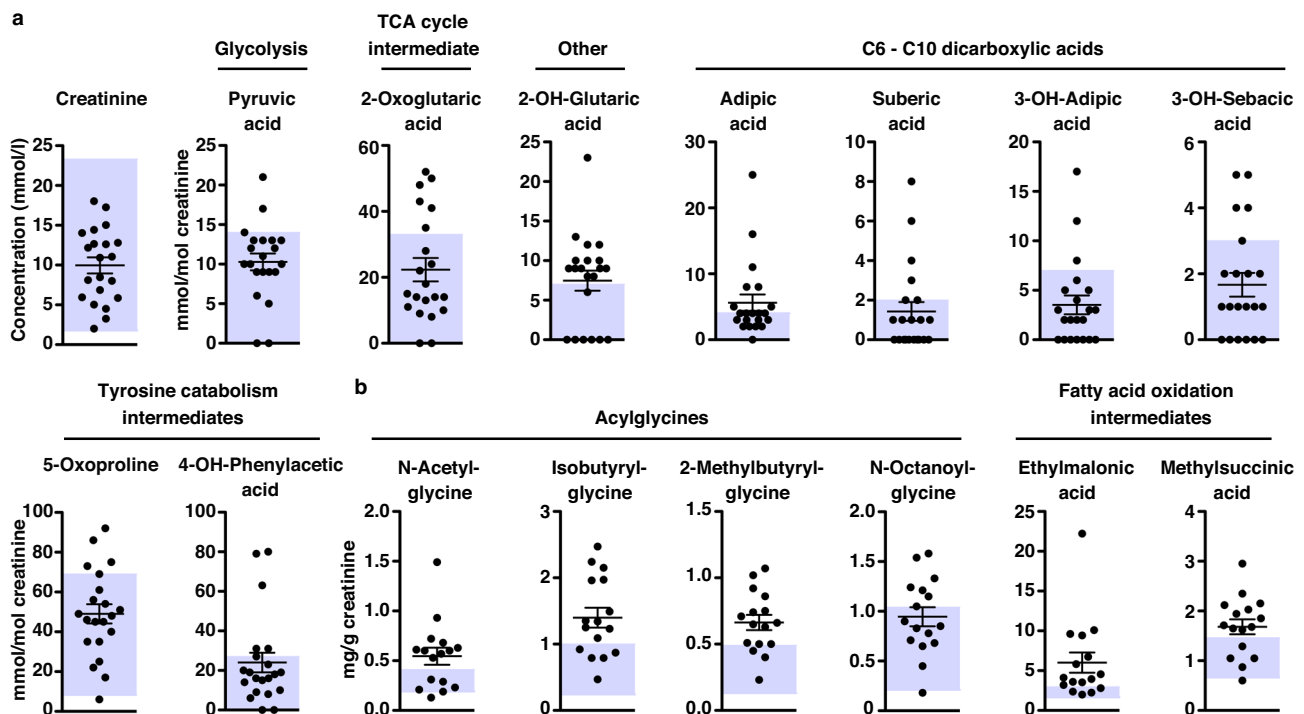 a
Glycolysis
TCA cycle
intermediate
Other
C6 - C10 dicarboxylic acids
Creatinine
Pyruvic
acid
2-Oxoglutaric
acid
2-OH-Glutaric
acid
Adipic
acid
Suberic
acid
3-OH-Adipic
acid
3-OH-Sebacic
acid
Concentration (mmol/l)
25
20
15
10
5
0
mmol/mol creatinine
25
20
15
10
5
0
60
40
20
0
25
20
15
10
5
0
30
20
10
0
10
8
6
4
2
0
20
15
10
5
0
6
4
2
0
Tyrosine catabolism
intermediates
b
Acylglycines
Fatty acid oxidation
intermediates
5-Oxoproline
4-OH-Phenylacetic
acid
N-Acetyl-
glycine
Isobutyryl-
glycine
2-Methylbutyryl-
glycine
N-Octanoyl-
glycine
Ethylmalonic
acid
Methylsuccinic
acid
mmol/mol creatinine
100
80
60
40
20
0
100
80
60
40
20
0
mg/g creatinine
2.0
1.5
1.0
0.5
0.0
3
2
1
0
1.5
1.0
0.5
0.0
2.0
1.5
1.0
0.5
0.0
25
20
15
10
5
0
4
3
2
1
0